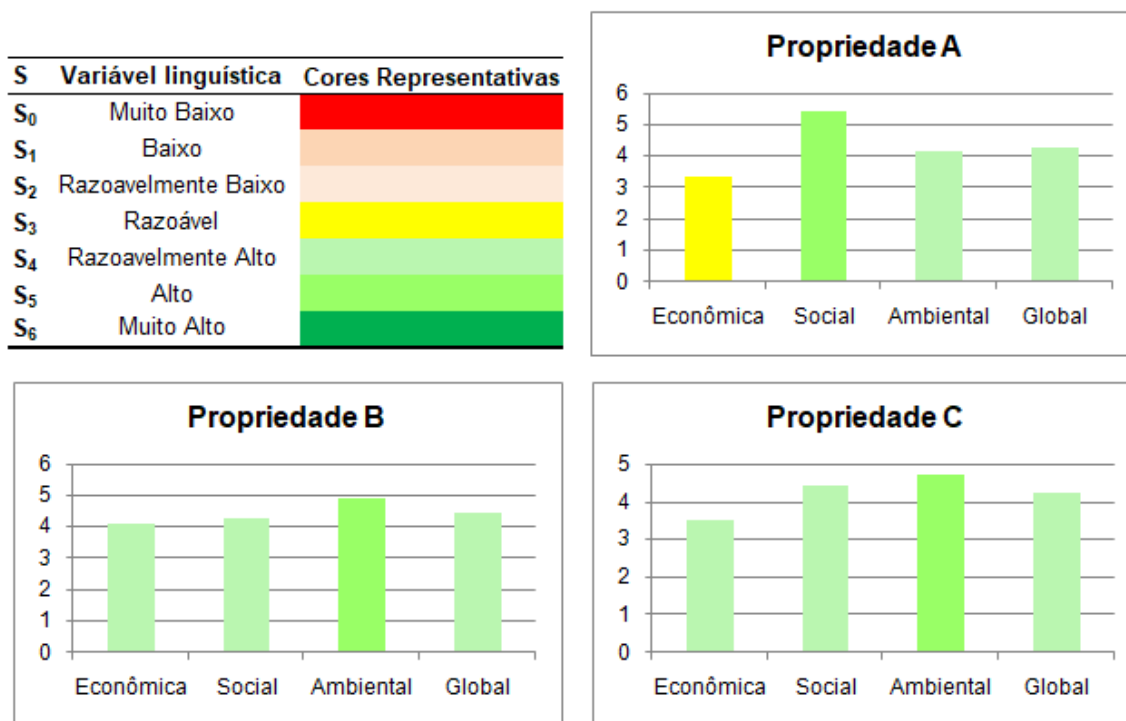 S Variável linguística Cores Representativas
S0 Muito Baixo
S1 Baixo
S2 Razoavelmente Baixo
S3 Razoável
S4 Razoavelmente Alto
S5 Alto
S6 Muito Alto
Propriedade A
6
5
4
3
2
1
0
Econômica Social Ambiental Global
Propriedade B
6
5
4
3
2
1
0
Econômica Social Ambiental Global
Propriedade C
5
4
3
2
1
0
Econômica Social Ambiental Global